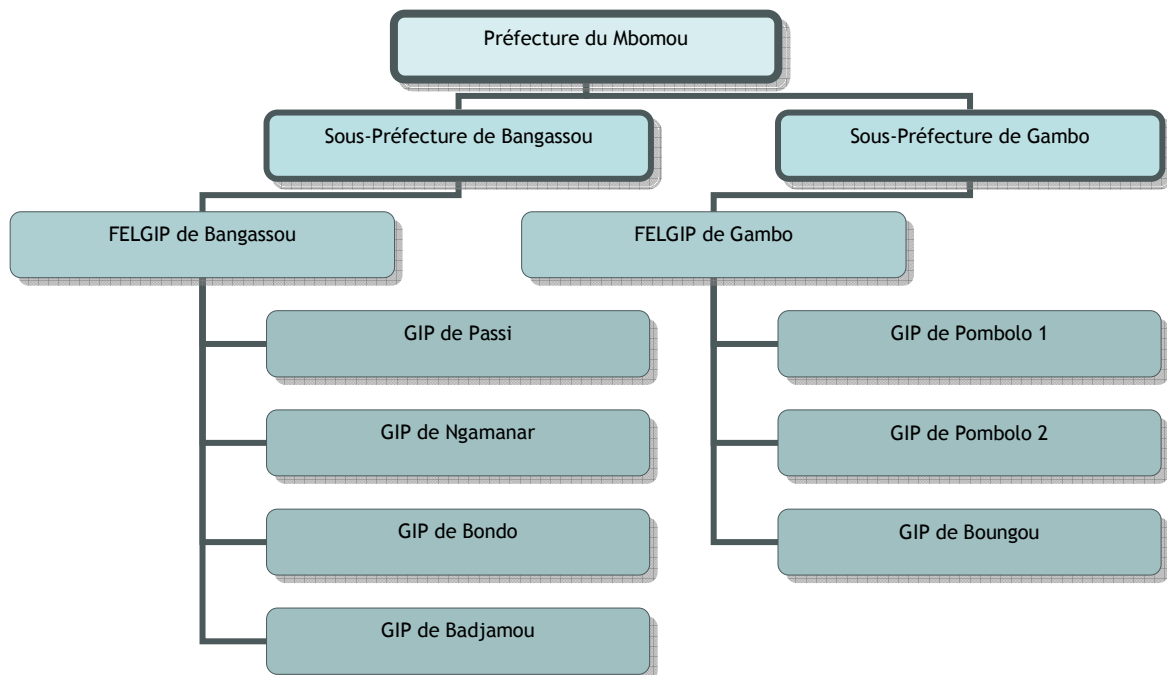 Préfecture du Mbomou
Sous-Préfecture de Bangassou
Sous-Préfecture de Gambo
FELGIP de Bangassou
FELGIP de Gambo
GIP de Passi
GIP de Pombolo 1
GIP de Ngamanar
GIP de Pombolo 2
GIP de Bondo
GIP de Boungou
GIP de Badjamou